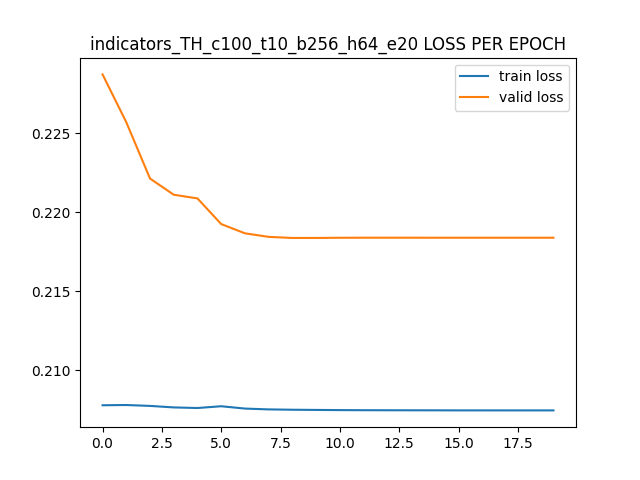 indicators_TH_c100_t10_b256_h64_e20 LOSS PER EPOCH
train loss
valid loss
0.225
0.220
0.215
0.210
0.0 2.5 5.0 7.5 10.0 12.5 15.0 17.5